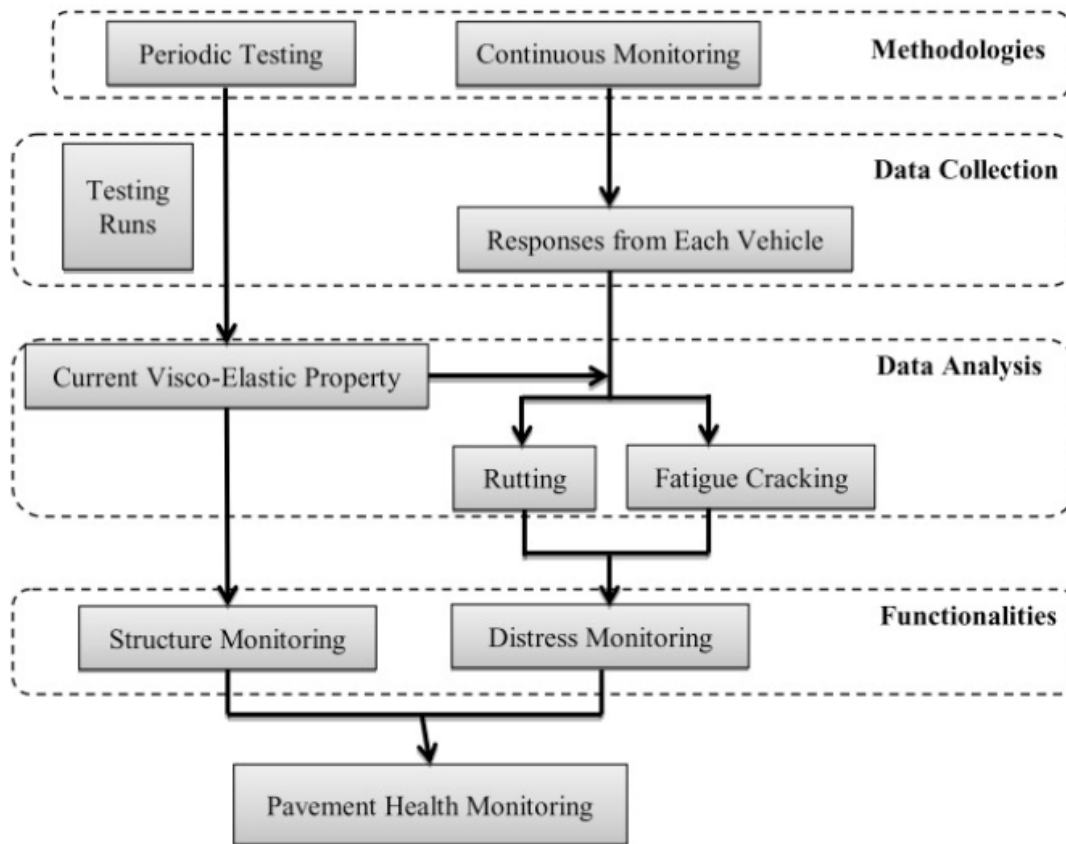 Periodic Testing
Continuous Monitoring
Methodologies
Testing
Runs
Data Collection
Responses from Each Vehicle
Current Visco-Elastic Property
Data Analysis
Rutting
Fatigue Cracking
Structure Monitoring
Distress Monitoring
Functionalities
Pavement Health Monitoring